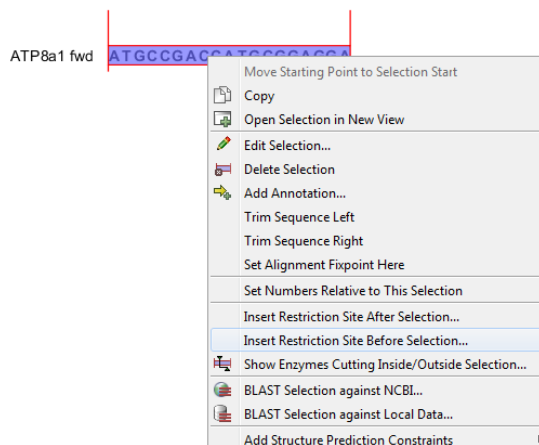 ATP8a1 fwd ATGCCGACCATGCGGAGGA
Move Starting Point to Selection Start
Copy
Open Selection in New View
Edit Selection...
Delete Selection
Add Annotation...
Trim Sequence Left
Trim Sequence Right
Set Alignment Fixpoint Here
Set Numbers Relative to This Selection
Insert Restriction Site After Selection...
Insert Restriction Site Before Selection...
Show Enzymes Cutting Inside/Outside Selection...
BLAST Selection against NCBI...
BLAST Selection against Local Data...
Add Structure Prediction Constraints